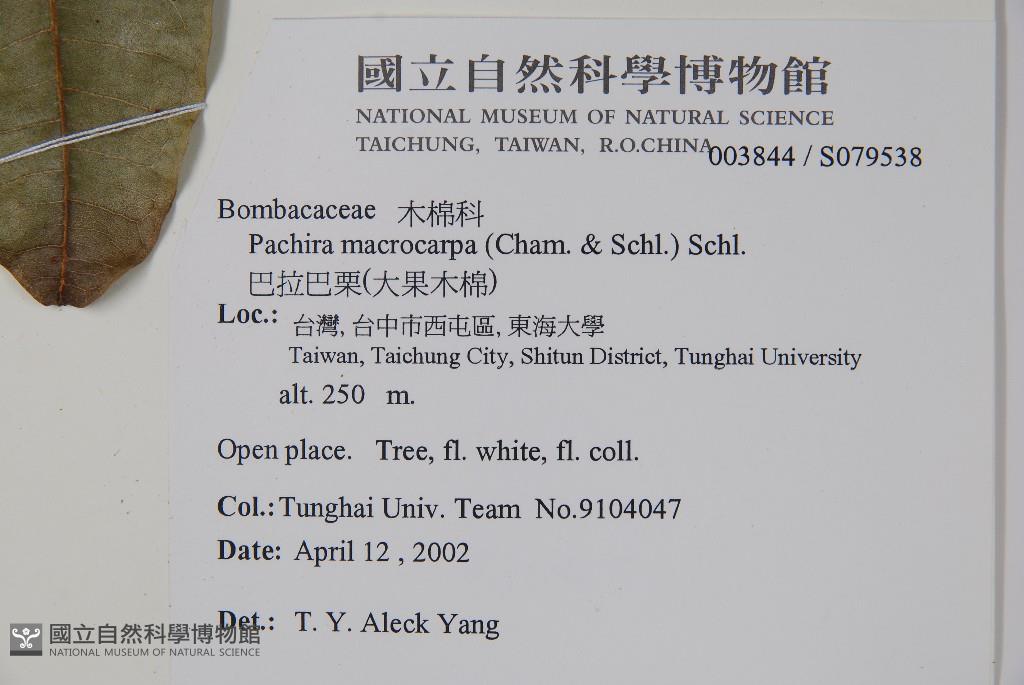 國立自然科學博物館
NATIONAL MUSEUM OF NATURAL SCIENCE
TAICHUNG, TAIWAN, R.O.CHINA
003844 / S079538
Bombacaceae 木棉科
Pachira macrocarpa (Cham. & Schl.) Schl.
巴拉巴栗(大果木棉)
Loc.: 台灣, 台中市西屯區, 東海大學
Taiwan, Taichung City, Shitun District, Tunghai University
alt. 250 m.
Open place. Tree, fl. white, fl. coll.
Col.: Tunghai Univ. Team No.9104047
Date: April 12 , 2002
Det.: T. Y. Aleck Yang
國立自然科學博物館
NATIONAL MUSEUM OF NATURAL SCIENCE